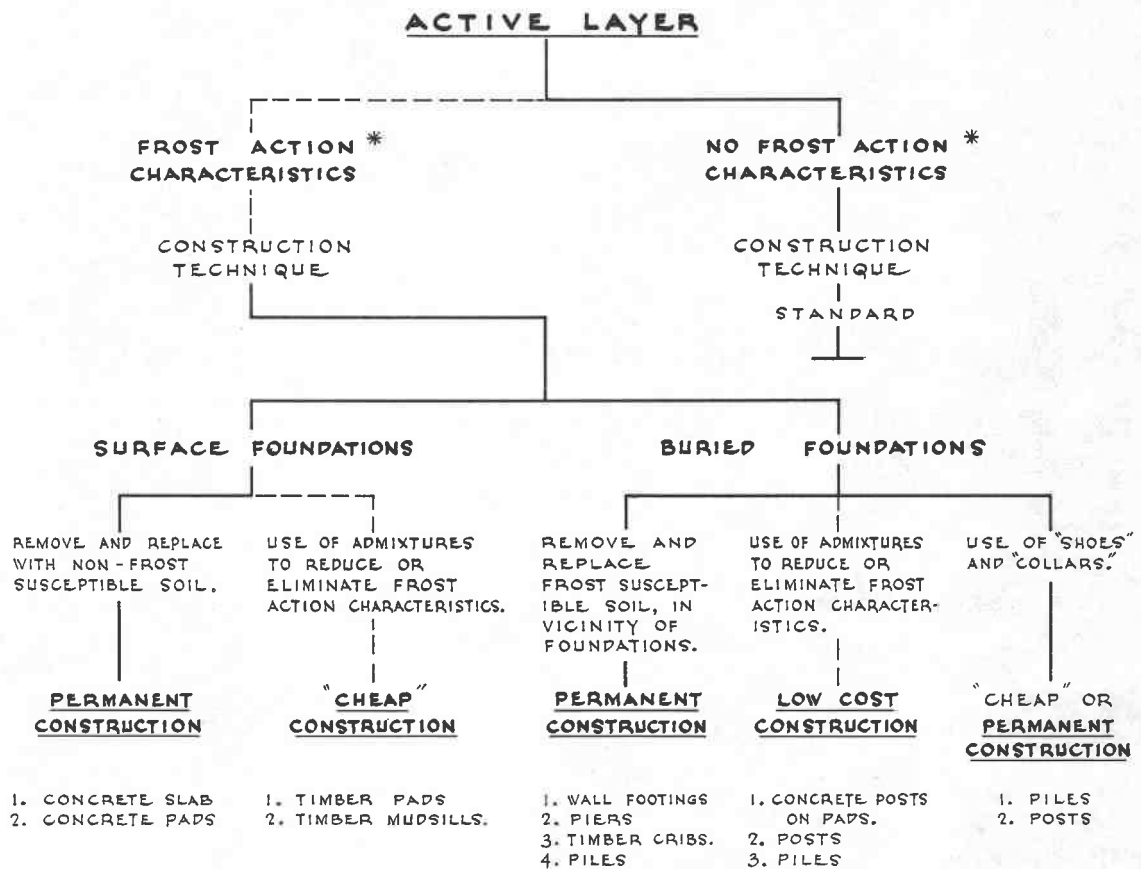 ACTIVE LAYER
FROST ACTION *
CHARACTERISTICS
NO FROST ACTION *
CHARACTERISTICS
CONSTRUCTION
TECHNIQUE
CONSTRUCTION
TECHNIQUE
STANDARD
SURFACE FOUNDATIONS
BURIED FOUNDATIONS
REMOVE AND REPLACE
WITH NON-FROST
SUSCEPTIBLE SOIL.
USE OF ADMIXTURES
TO REDUCE OR
ELIMINATE FROST
ACTION CHARACTERISTICS.
REMOVE AND
REPLACE
FROST SUSCEPT-
IBLE SOIL, IN
VICINITY OF
FOUNDATIONS.
USE OF ADMIXTURES
TO REDUCE OR
ELIMINATE FROST
ACTION CHARACTER-
ISTICS.
USE OF "SHOES"
AND "COLLARS."
PERMANENT
CONSTRUCTION
"CHEAP"
CONSTRUCTION
PERMANENT
CONSTRUCTION
LOW COST
CONSTRUCTION
"CHEAP" OR
PERMANENT
CONSTRUCTION
1. CONCRETE SLAB
2. CONCRETE PADS
1. TIMBER PADS
2. TIMBER MUDSILLS.
1. WALL FOOTINGS
2. PIERS
3. TIMBER CRIBS.
4. PILES
1. CONCRETE POSTS
ON PADS.
2. POSTS
3. PILES
1. PILES
2. POSTS